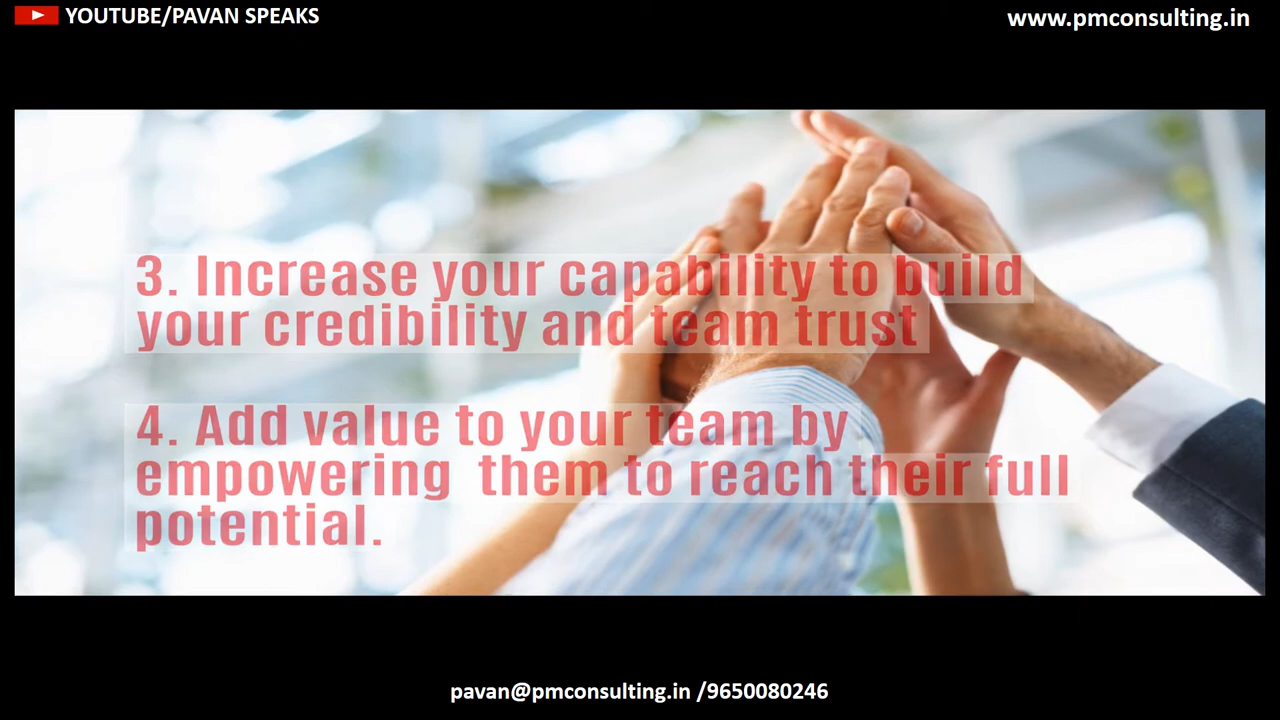 YOUTUBE/PAVAN SPEAKS
www.pmconsulting.in
3. Increase your capability to build
your credibility and team trust
4. Add value to your team by
empowering  them to reach their full
potential.
pavan@pmconsulting.in /9650080246